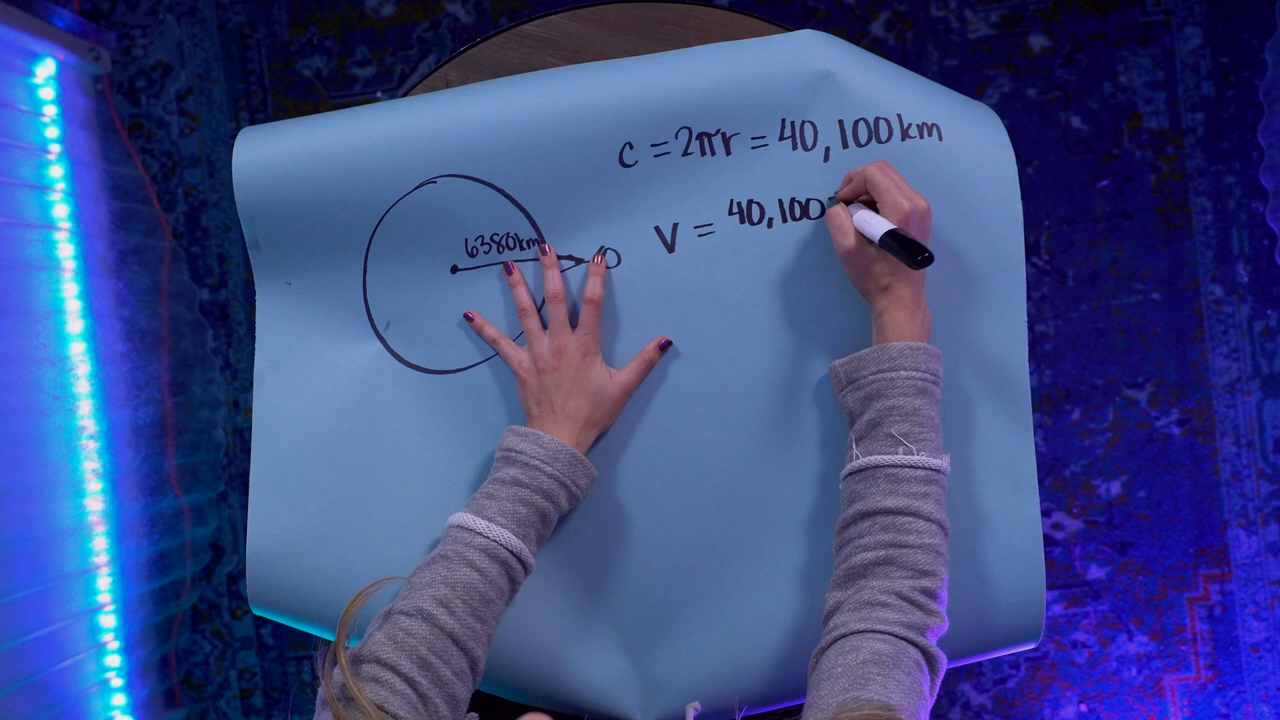 C = 2πr = 40,100 km
V = 40,100
6380km